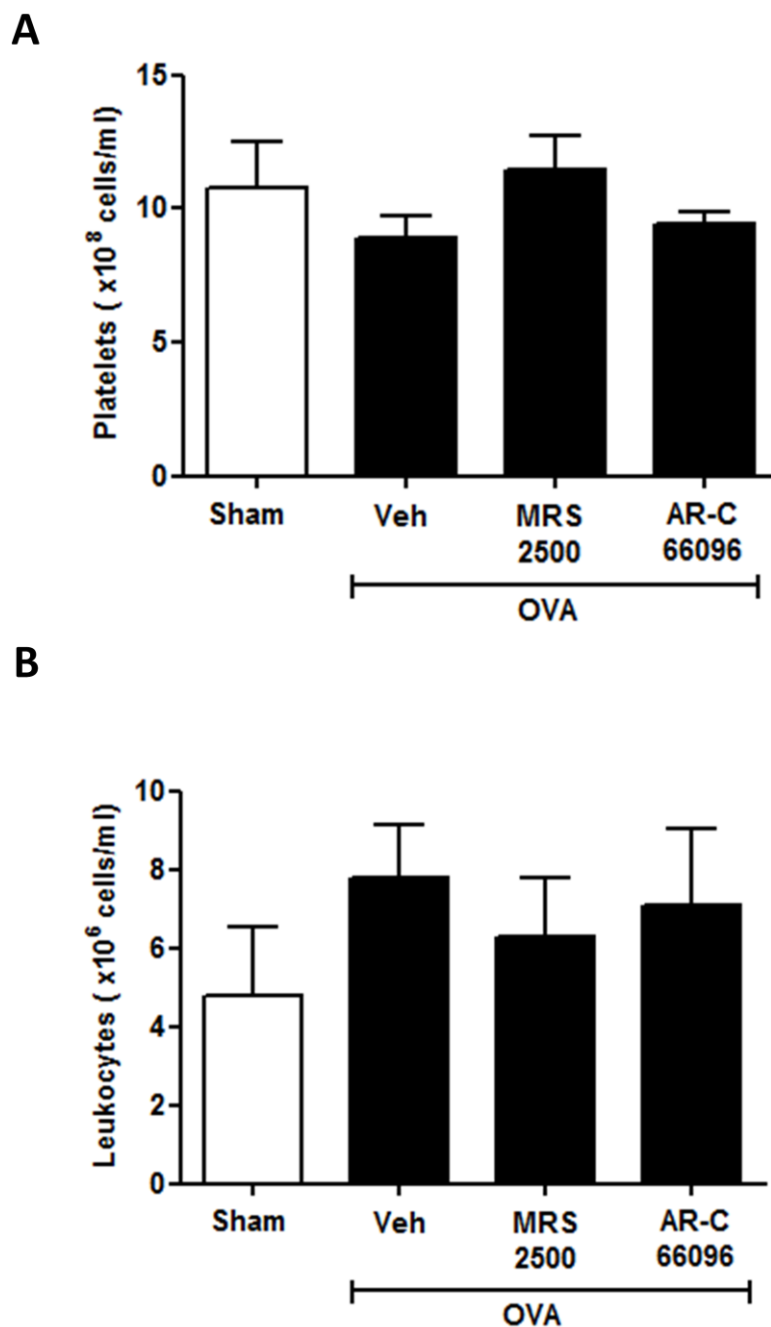 A
Platelets ( x10⁸ cells/ml)
15
10
5
0
Sham
Veh
MRS
2500
AR-C
66096
OVA
B
Leukocytes ( x10⁶ cells/ml)
10
8
6
4
2
0
Sham
Veh
MRS
2500
AR-C
66096
OVA